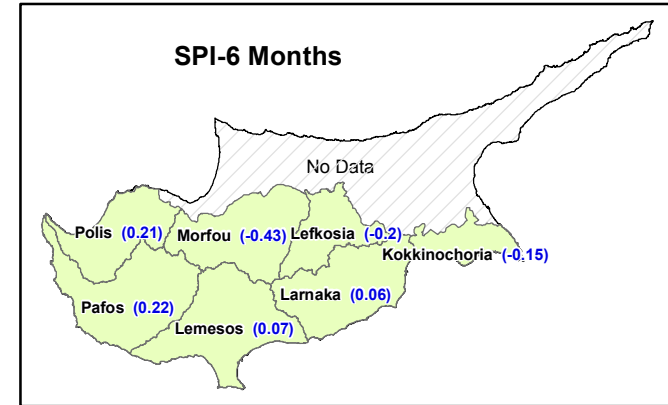 SPI-6 Months
No Data
Polis (0.21)
Morfou (-0.43)
Lefkosia (-0.2)
Kokkinochoria (-0.15)
Pafos (0.22)
Larnaka (0.06)
Lemesos (0.07)